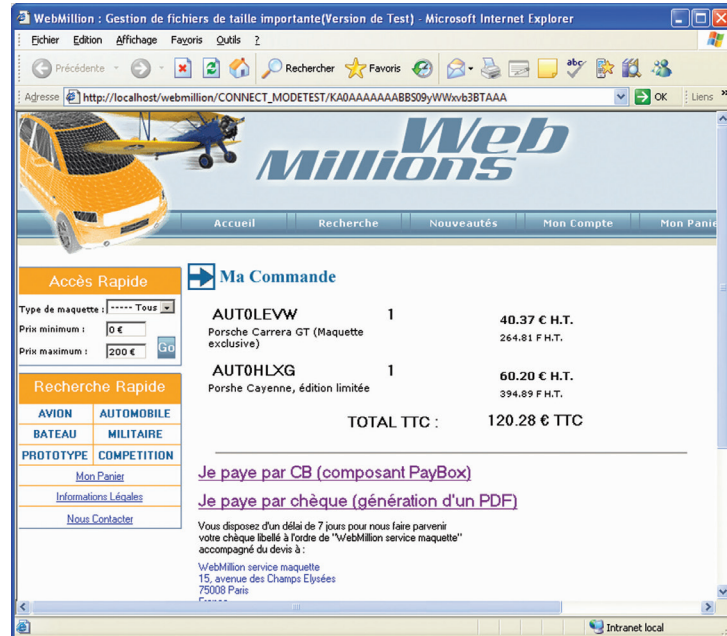 WebMillion : Gestion de fichiers de taille importante(Version de Test) - Microsoft Internet Explorer
Fichier Edition Affichage Favoris Outils ?
Précédente Rechercher Favoris
Adresse http://localhost/webmillion/CONNECT_MODETEST/KA0AAAAAAABBS09yWWxvb3BTAAA OK Liens »
Web
Millions
Accueil Recherche Nouveautés Mon Compte Mon Panie
Accès Rapide
Type de maquette : ----- Tous
Prix minimum : 0 €
Prix maximum : 200 € Go
Recherche Rapide
AVION AUTOMOBILE
BATEAU MILITAIRE
PROTOTYPE COMPETITION
Mon Panier
Informations Légales
Nous Contacter
Ma Commande
AUT0LEVW 1 40.37 € H.T.
Porsche Carrera GT (Maquette exclusive) 264.81 F H.T.
AUT0HLXG 1 60.20 € H.T.
Porshe Cayenne, édition limitée 394.89 F H.T.
TOTAL TTC : 120.28 € TTC
Je paye par CB (composant PayBox)
Je paye par chèque (génération d'un PDF)
Vous disposez d'un délai de 7 jours pour nous faire parvenir
votre chèque libellé à l'ordre de "WebMillion service maquette"
accompagné du devis à :
WebMillion service maquette
15, avenue des Champs Elysées
75008 Paris
France
Intranet local